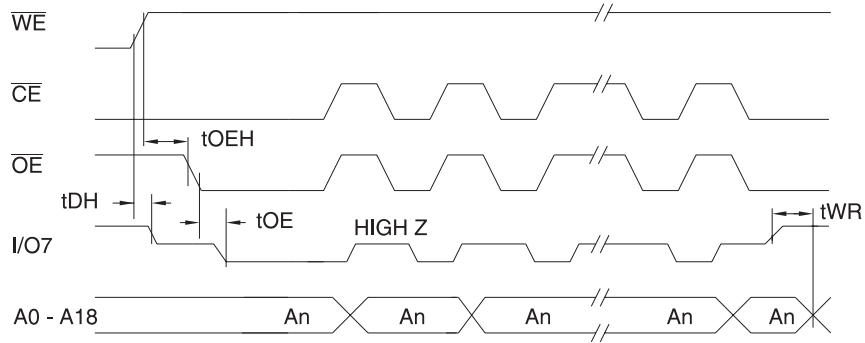 WE
CE
tOEH
OE
tDH
tOE
HIGH Z
tWR
I/O7
A0 - A18
An An An An An